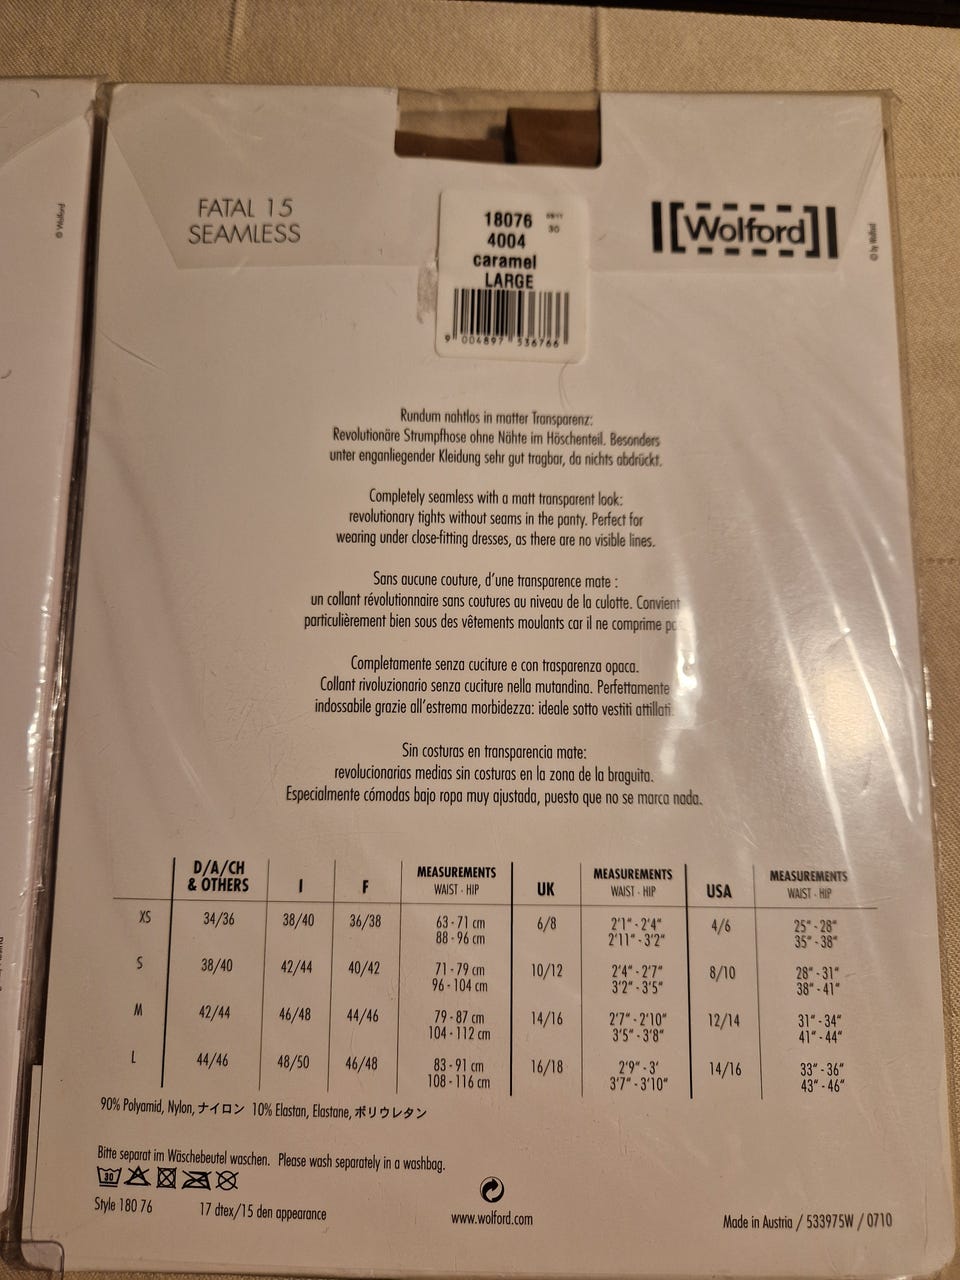 © Wolford
FATAL 15
SEAMLESS
18076
30
4004
caramel
LARGE
9 004897 536766
Wolford
© by Wolford
Rundum nahtlos in matter Transparenz:
Revolutionäre Strumpfhose ohne Nähte im Höschenteil. Besonders
unter enganliegender Kleidung sehr gut tragbar, da nichts abdrückt.
Completely seamless with a matt transparent look:
revolutionary tights without seams in the panty. Perfect for
wearing under close-fitting dresses, as there are no visible lines.
Sans aucune couture, d'une transparence mate :
un collant révolutionnaire sans coutures au niveau de la culotte. Convient
particulièrement bien sous des vêtements moulants car il ne comprime
Completamente senza cuciture e con trasparenza opaca.
Collant rivoluzionario senza cuciture nella mutandina. Perfettamente
indossabile grazie all'estrema morbidezza: ideale sotto vestiti attillati.
Sin costuras en transparencia mate:
revolucionarias medias sin costuras en la zona de la braguita.
Especialmente cómodas bajo ropa muy ajustada, puesto que no se marca nada.
D/A/CH & OTHERS I F MEASUREMENTS WAIST - HIP UK MEASUREMENTS WAIST - HIP USA MEASUREMENTS WAIST - HIP
XS 34/36 38/40 36/38 63 - 71 cm 6/8 2'1" - 2'4" 4/6 25" - 28"
88 - 96 cm 2'11" - 3'2" 35" - 38"
S 38/40 42/44 40/42 71 - 79 cm 10/12 2'4" - 2'7" 8/10 28" - 31"
96 - 104 cm 3'2" - 3'5" 38" - 41"
M 42/44 46/48 44/46 79 - 87 cm 14/16 2'7" - 2'10" 12/14 31" - 34"
104 - 112 cm 3'5" - 3'8" 41" - 44"
L 44/46 48/50 46/48 83 - 91 cm 16/18 2'9" - 3' 14/16 33" - 36"
108 - 116 cm 3'7" - 3'10" 43" - 46"
90% Polyamid, Nylon, ナイロン 10% Elastan, Elastane, ポリウレタン
Bitte separat im Wäschebeutel waschen. Please wash separately in a washbag.
30
Style 180 76 17 dtex/15 den appearance
www.wolford.com
Made in Austria / 533975W / 0710